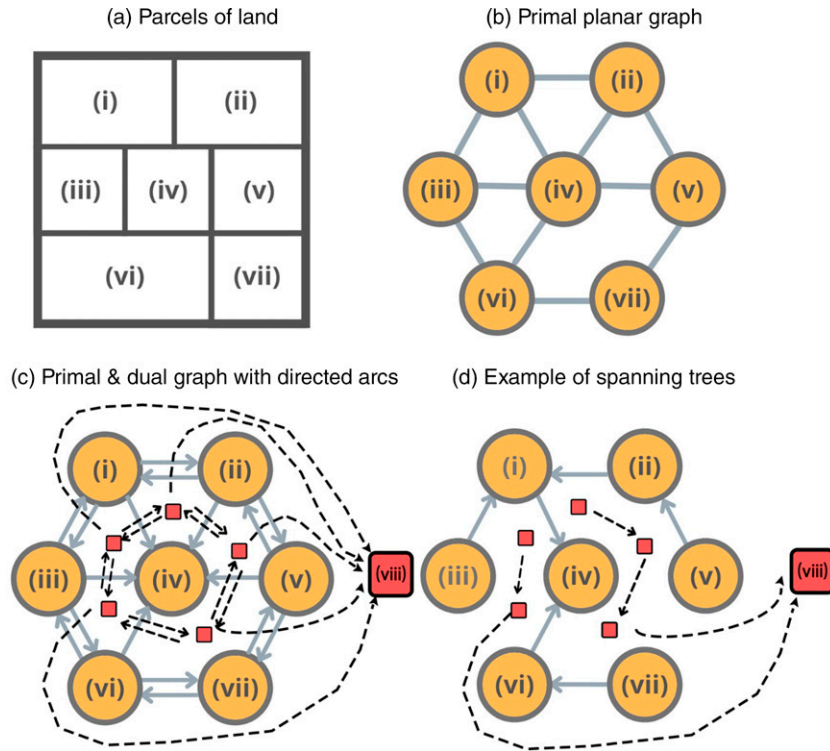 (a) Parcels of land
(i) (ii)
(iii) (iv) (v)
(vi) (vii)
(b) Primal planar graph
(i) (ii)
(iii) (iv) (v)
(vi) (vii)
(c) Primal & dual graph with directed arcs
(i) (ii)
(iii) (iv) (v) (viii)
(vi) (vii)
(d) Example of spanning trees
(i) (ii)
(iii) (iv) (v) (viii)
(vi) (vii)